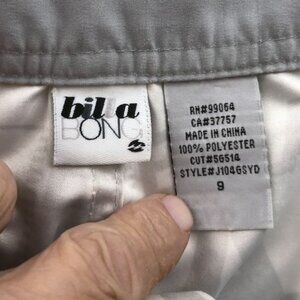 billa
BONG
RN#99064
CA#37757
MADE IN CHINA
100% POLYESTER
CUT#56514
STYLE#J104GSYD
9